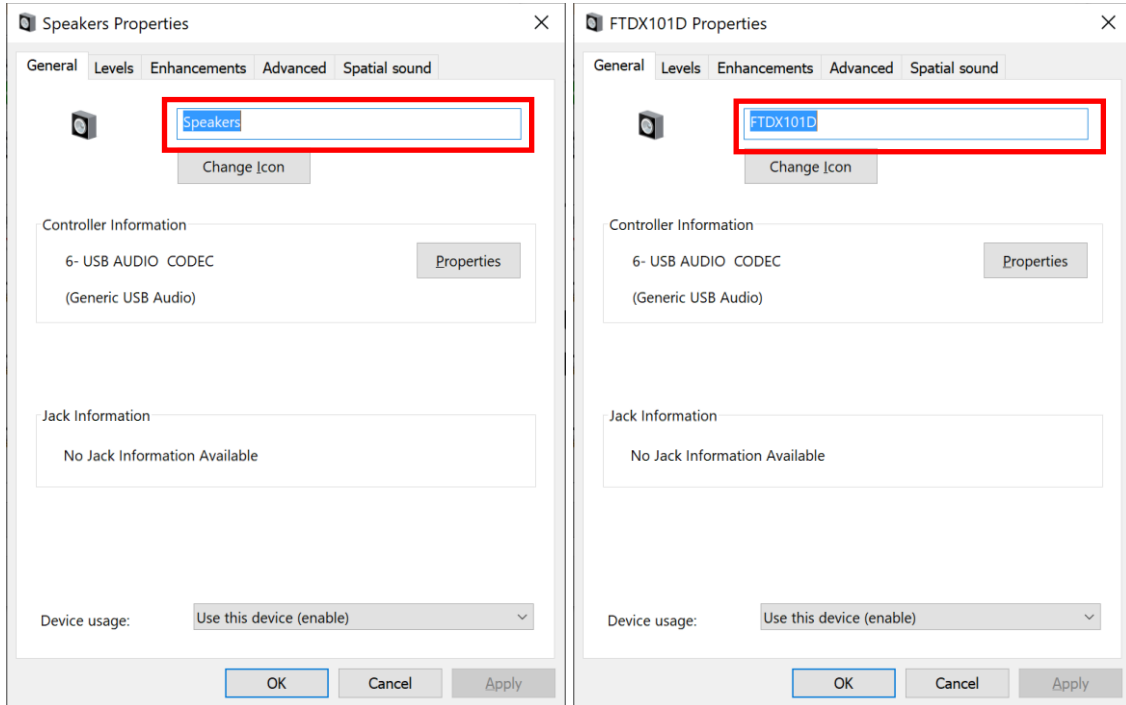 Speakers Properties
General Levels Enhancements Advanced Spatial sound
Speakers
Change Icon
Controller Information
6- USB AUDIO  CODEC
Properties
(Generic USB Audio)
Jack Information
No Jack Information Available
Device usage:
Use this device (enable)
OK Cancel Apply
FTDX101D Properties
General Levels Enhancements Advanced Spatial sound
FTDX101D
Change Icon
Controller Information
6- USB AUDIO  CODEC
Properties
(Generic USB Audio)
Jack Information
No Jack Information Available
Device usage:
Use this device (enable)
OK Cancel Apply